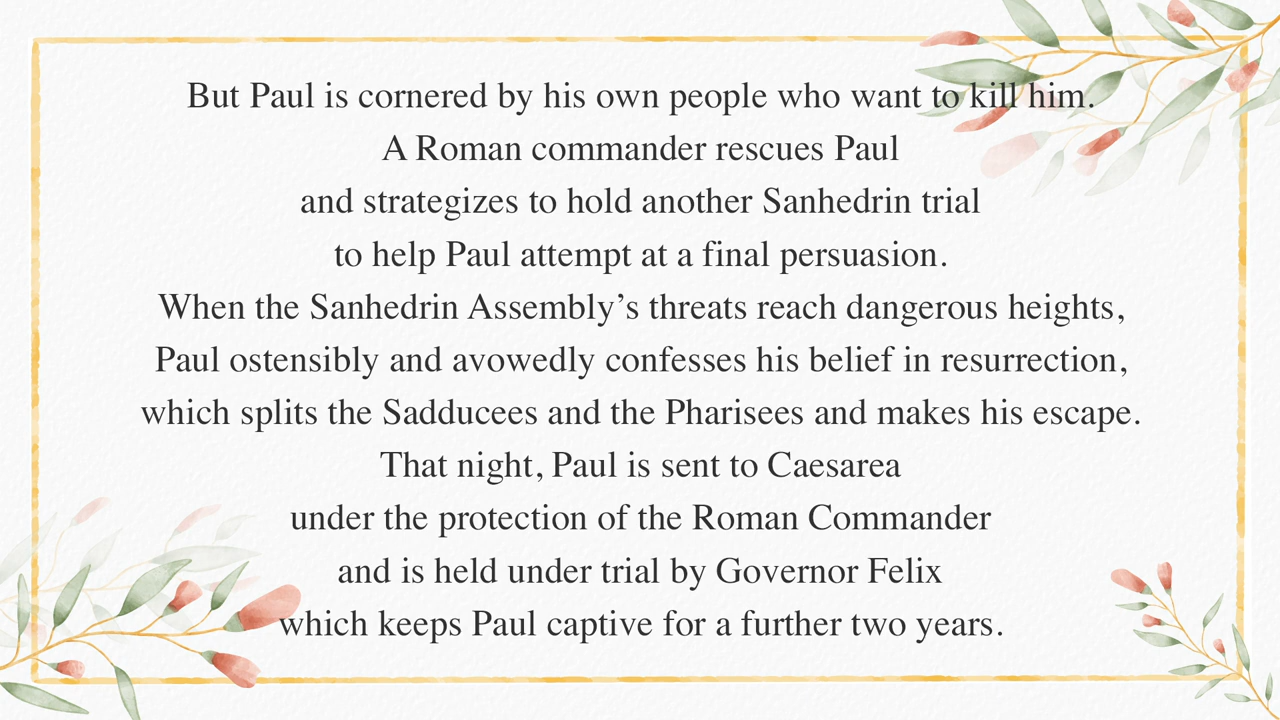 But Paul is cornered by his own people who want to kill him.
A Roman commander rescues Paul
and strategizes to hold another Sanhedrin trial
to help Paul attempt at a final persuasion.
When the Sanhedrin Assembly’s threats reach dangerous heights,
Paul ostensibly and avowedly confesses his belief in resurrection,
which splits the Sadducees and the Pharisees and makes his escape.
That night, Paul is sent to Caesarea
under the protection of the Roman Commander
and is held under trial by Governor Felix
which keeps Paul captive for a further two years.